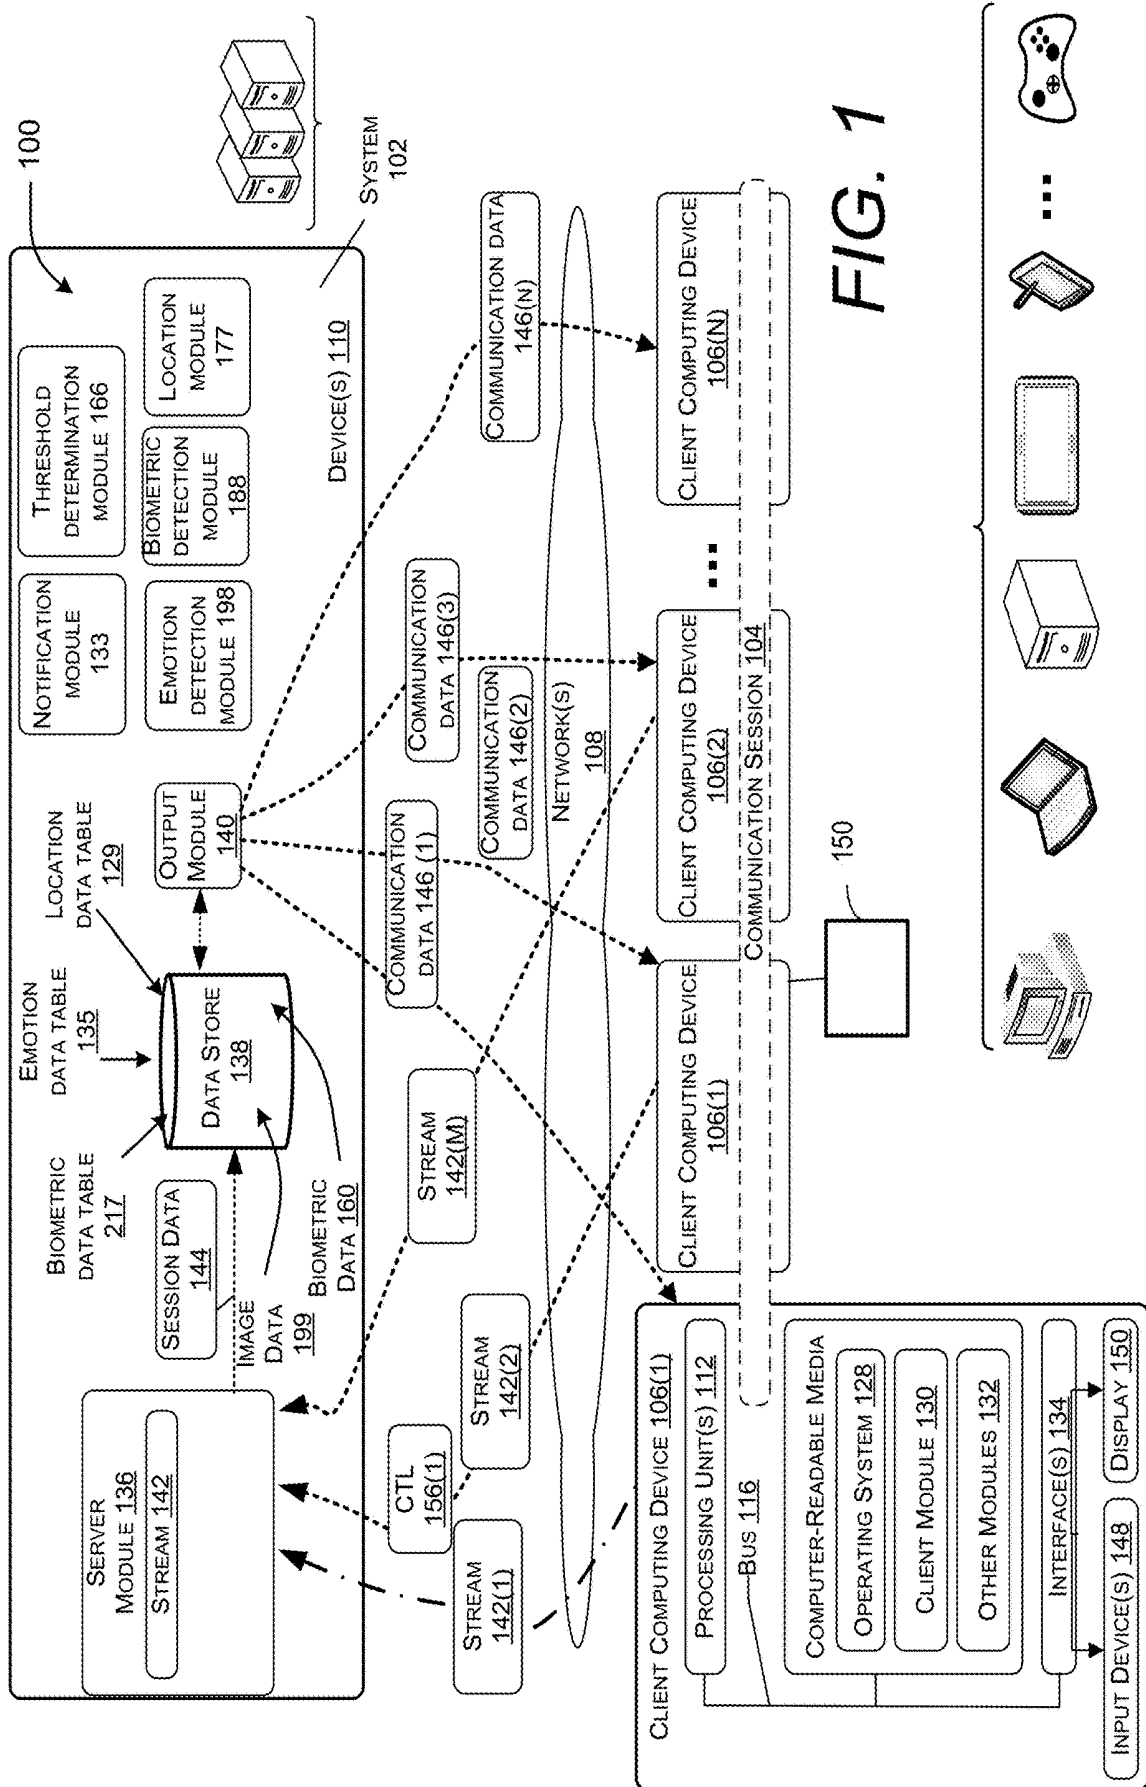 100
SYSTEM
102
DEVICE(S) 110
SERVER
MODULE 136
STREAM 142
SESSION DATA
144
IMAGE
DATA
199
BIOMETRIC
DATA TABLE
217
EMOTION
DATA TABLE
135
LOCATION
DATA TABLE
129
DATA STORE
138
BIOMETRIC
DATA 160
OUTPUT
MODULE
140
NOTIFICATION
MODULE
133
THRESHOLD
DETERMINATION
MODULE 166
EMOTION
DETECTION
MODULE 198
BIOMETRIC
DETECTION
MODULE
188
LOCATION
MODULE
177
STREAM
142(1)
CTL
156(1)
STREAM
142(2)
STREAM
142(M)
COMMUNICATION
DATA 146 (1)
COMMUNICATION
DATA 146(2)
COMMUNICATION
DATA 146(3)
COMMUNICATION DATA
146(N)
NETWORK(S)
108
CLIENT COMPUTING DEVICE 106(1)
PROCESSING UNIT(S) 112
BUS 116
COMPUTER-READABLE MEDIA
OPERATING SYSTEM 128
CLIENT MODULE 130
OTHER MODULES 132
INTERFACE(S) 134
INPUT DEVICE(S) 148
DISPLAY 150
CLIENT COMPUTING DEVICE
106(1)
CLIENT COMPUTING DEVICE
106(2)
...
CLIENT COMPUTING DEVICE
106(N)
COMMUNICATION SESSION 104
150
FIG. 1
...